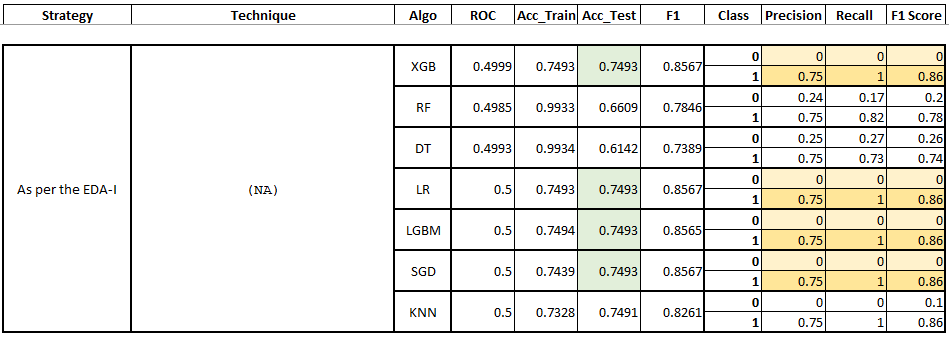 Strategy Technique Algo ROC Acc_Train Acc_Test F1 Class Precision Recall F1 Score
As per the EDA-I (NA)
XGB 0.4999 0.7493 0.7493 0.8567 0 0 0 0
1 0.75 1 0.86
RF 0.4985 0.9933 0.6609 0.7846 0 0.24 0.17 0.2
1 0.75 0.82 0.78
DT 0.4993 0.9934 0.6142 0.7389 0 0.25 0.27 0.26
1 0.75 0.73 0.74
LR 0.5 0.7493 0.7493 0.8567 0 0 0 0
1 0.75 1 0.86
LGBM 0.5 0.7494 0.7493 0.8565 0 0 0 0
1 0.75 1 0.86
SGD 0.5 0.7439 0.7493 0.8567 0 0 0 0
1 0.75 1 0.86
KNN 0.5 0.7328 0.7491 0.8261 0 0 0 0.1
1 0.75 1 0.86